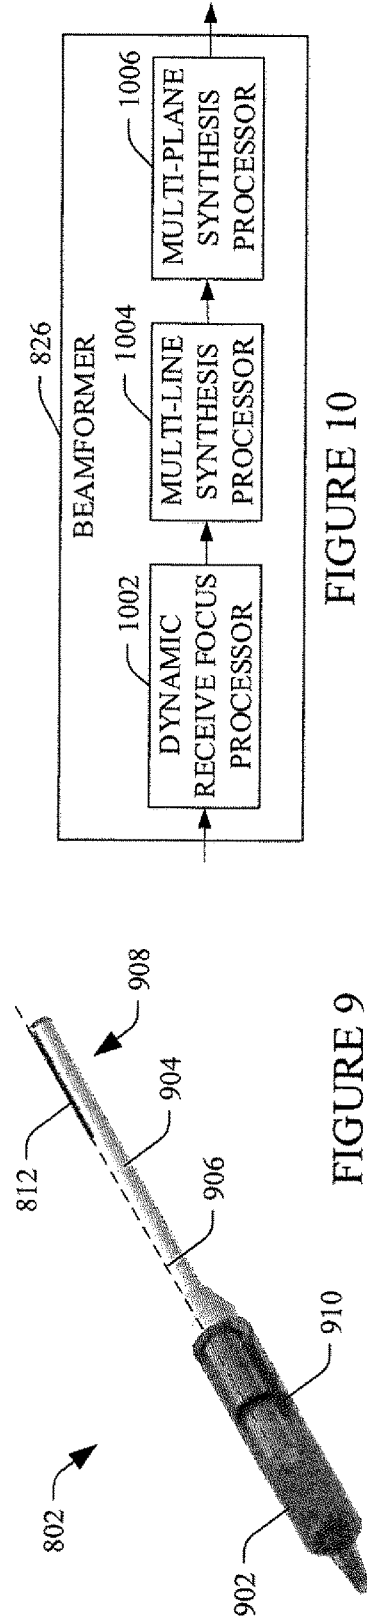 802
812
908
904
906
910
902
FIGURE 9
826
BEAMFORMER
1002
DYNAMIC
RECEIVE FOCUS
PROCESSOR
1004
MULTI-LINE
SYNTHESIS
PROCESSOR
1006
MULTI-PLANE
SYNTHESIS
PROCESSOR
FIGURE 10